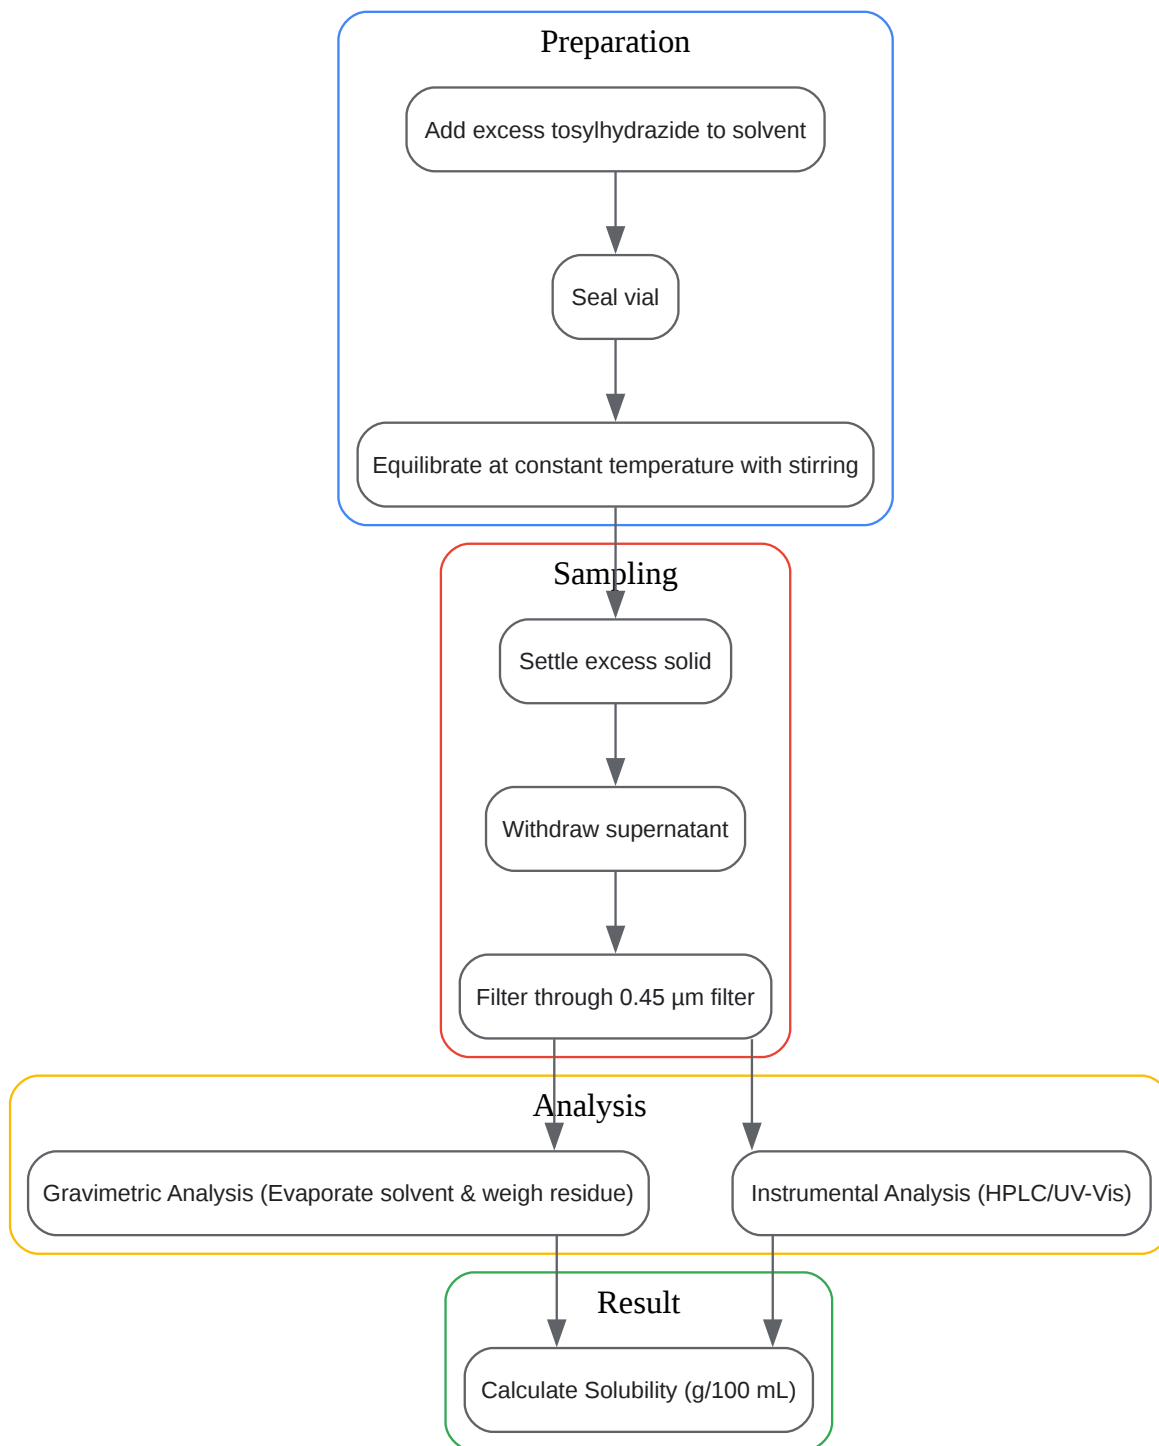 Preparation
Add excess tosylhydrazide to solvent
Seal vial
Equilibrate at constant temperature with stirring
Sampling
Settle excess solid
Withdraw supernatant
Filter through 0.45 µm filter
Analysis
Gravimetric Analysis (Evaporate solvent & weigh residue)
Instrumental Analysis (HPLC/UV-Vis)
Result
Calculate Solubility (g/100 mL)